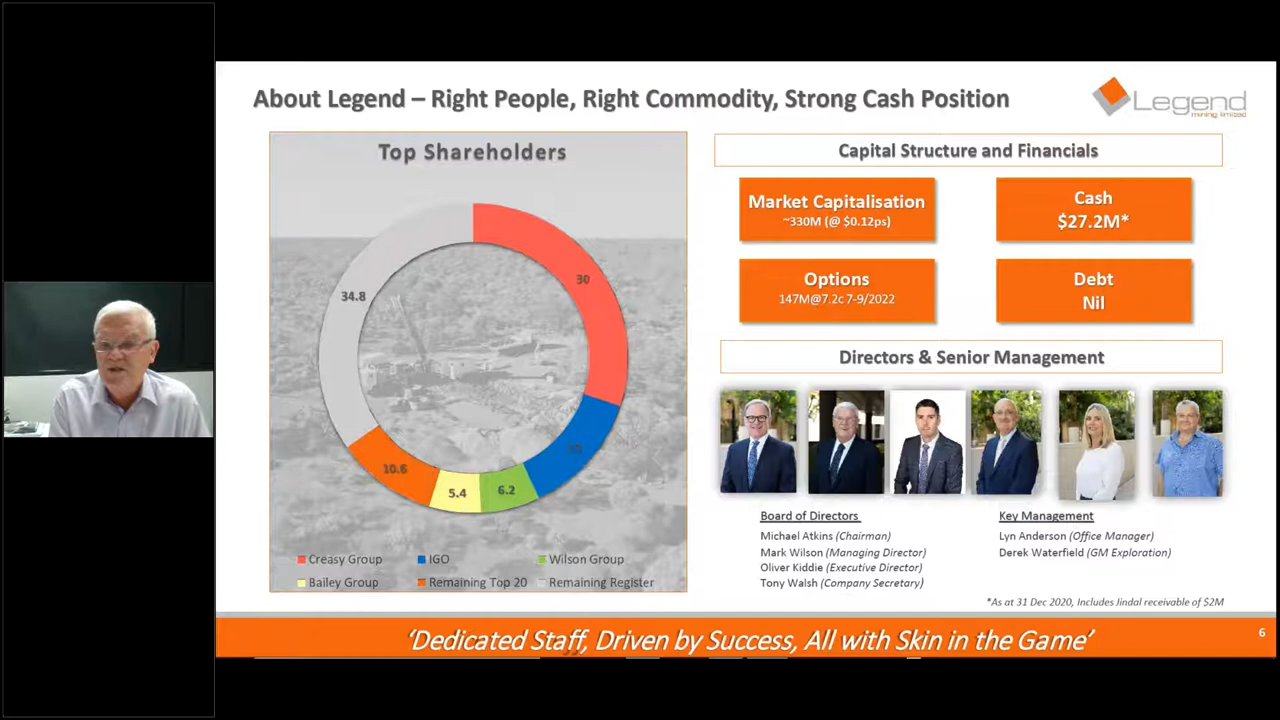 About Legend – Right People, Right Commodity, Strong Cash Position
Legend
mining limited
Top Shareholders
30
34.8
10.6
5.4
6.2
Creasy Group
IGO
Wilson Group
Bailey Group
Remaining Top 20
Remaining Register
Capital Structure and Financials
Market Capitalisation
~330M (@ $0.12ps)
Cash
$27.2M*
Options
147M@7.2c 7-9/2022
Debt
Nil
Directors & Senior Management
Board of Directors
Michael Atkins (Chairman)
Mark Wilson (Managing Director)
Oliver Kiddie (Executive Director)
Tony Walsh (Company Secretary)
Key Management
Lyn Anderson (Office Manager)
Derek Waterfield (GM Exploration)
*As at 31 Dec 2020, Includes Jindal receivable of $2M
‘Dedicated Staff, Driven by Success, All with Skin in the Game’
6